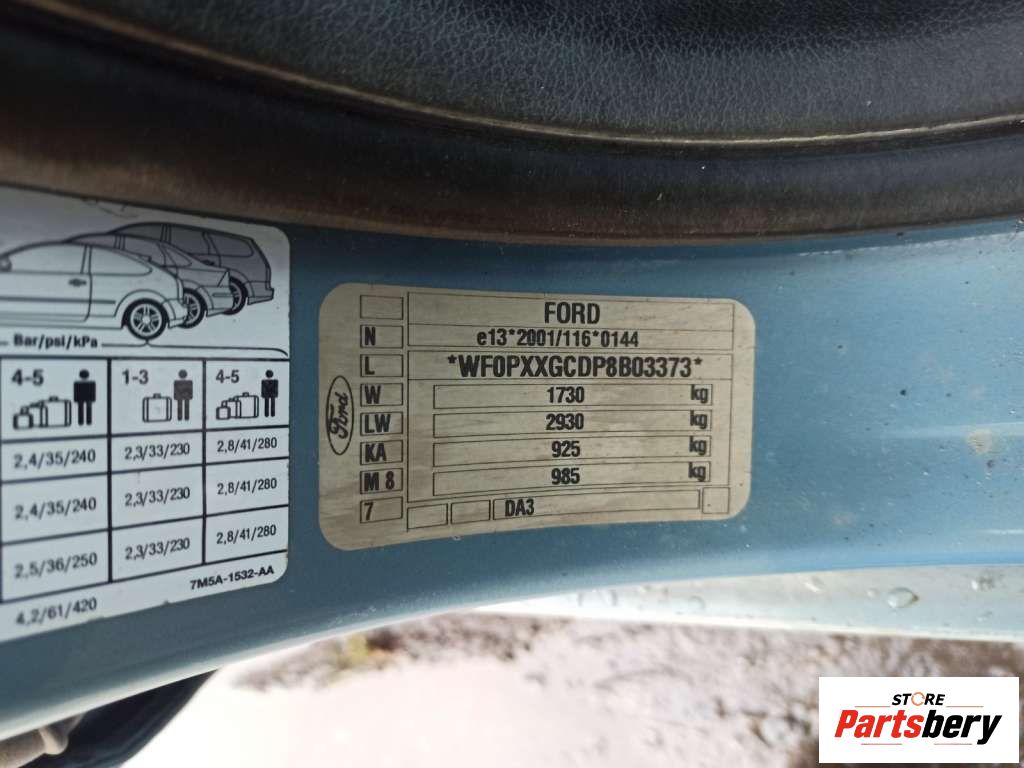 Bar/psi/kPa
4-5 1-3 4-5
2,4/35/240 2,3/33/230 2,8/41/280
2,4/35/240 2,3/33/230 2,8/41/280
2,5/36/250 2,3/33/230 2,8/41/280
4,2/61/420
7M5A-1532-AA
Ford
FORD
N e13*2001/116*0144
L *WF0PXXGCDP8B03373*
W 1730 kg
LW 2930 kg
KA 925 kg
M 8 985 kg
7 DA3
STORE
Partsbery